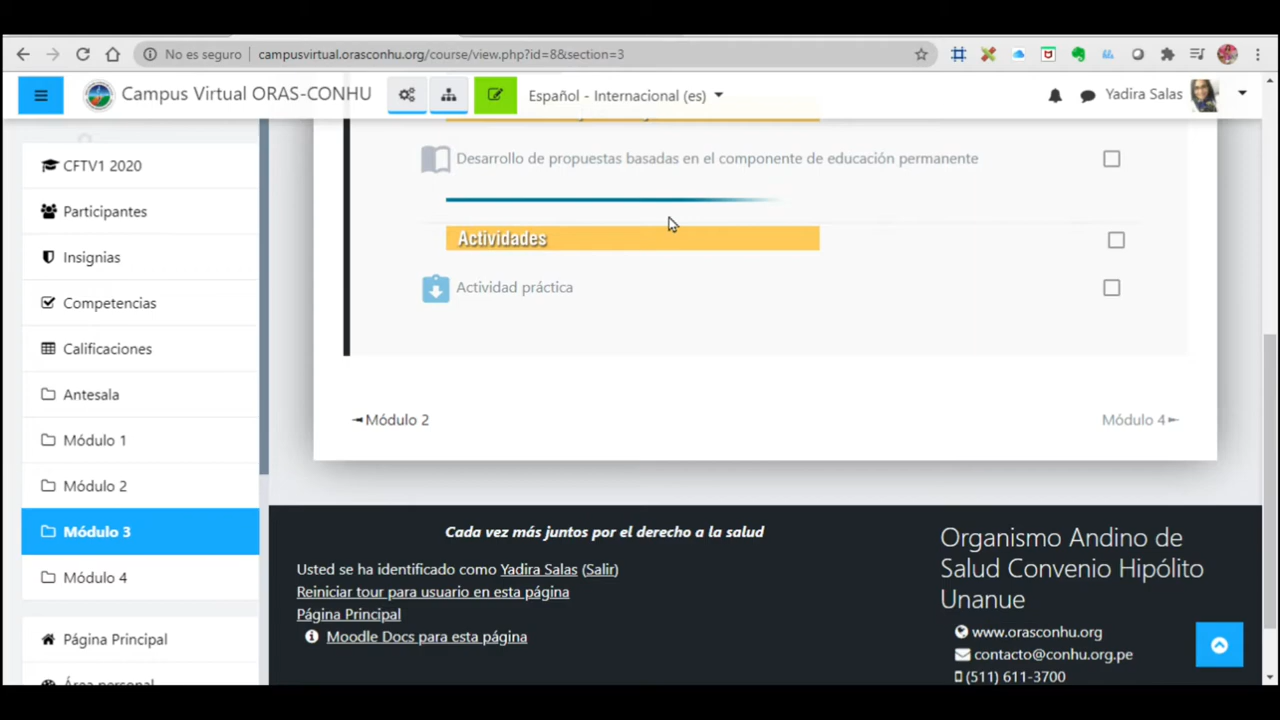 No es seguro campusvirtual.orasconhu.org/course/view.php?id=8&section=3
Campus Virtual ORAS-CONHU Español - Internacional (es) Yadira Salas
CFTV1 2020
Participantes
Insignias
Competencias
Calificaciones
Antesala
Módulo 1
Módulo 2
Módulo 3
Módulo 4
Página Principal
Área personal
Desarrollo de propuestas basadas en el componente de educación permanente
Actividades
Actividad práctica
◄Módulo 2
Módulo 4►
Cada vez más juntos por el derecho a la salud
Usted se ha identificado como Yadira Salas (Salir)
Reiniciar tour para usuario en esta página
Página Principal
Moodle Docs para esta página
Organismo Andino de
Salud Convenio Hipólito
Unanue
www.orasconhu.org
contacto@conhu.org.pe
(511) 611-3700